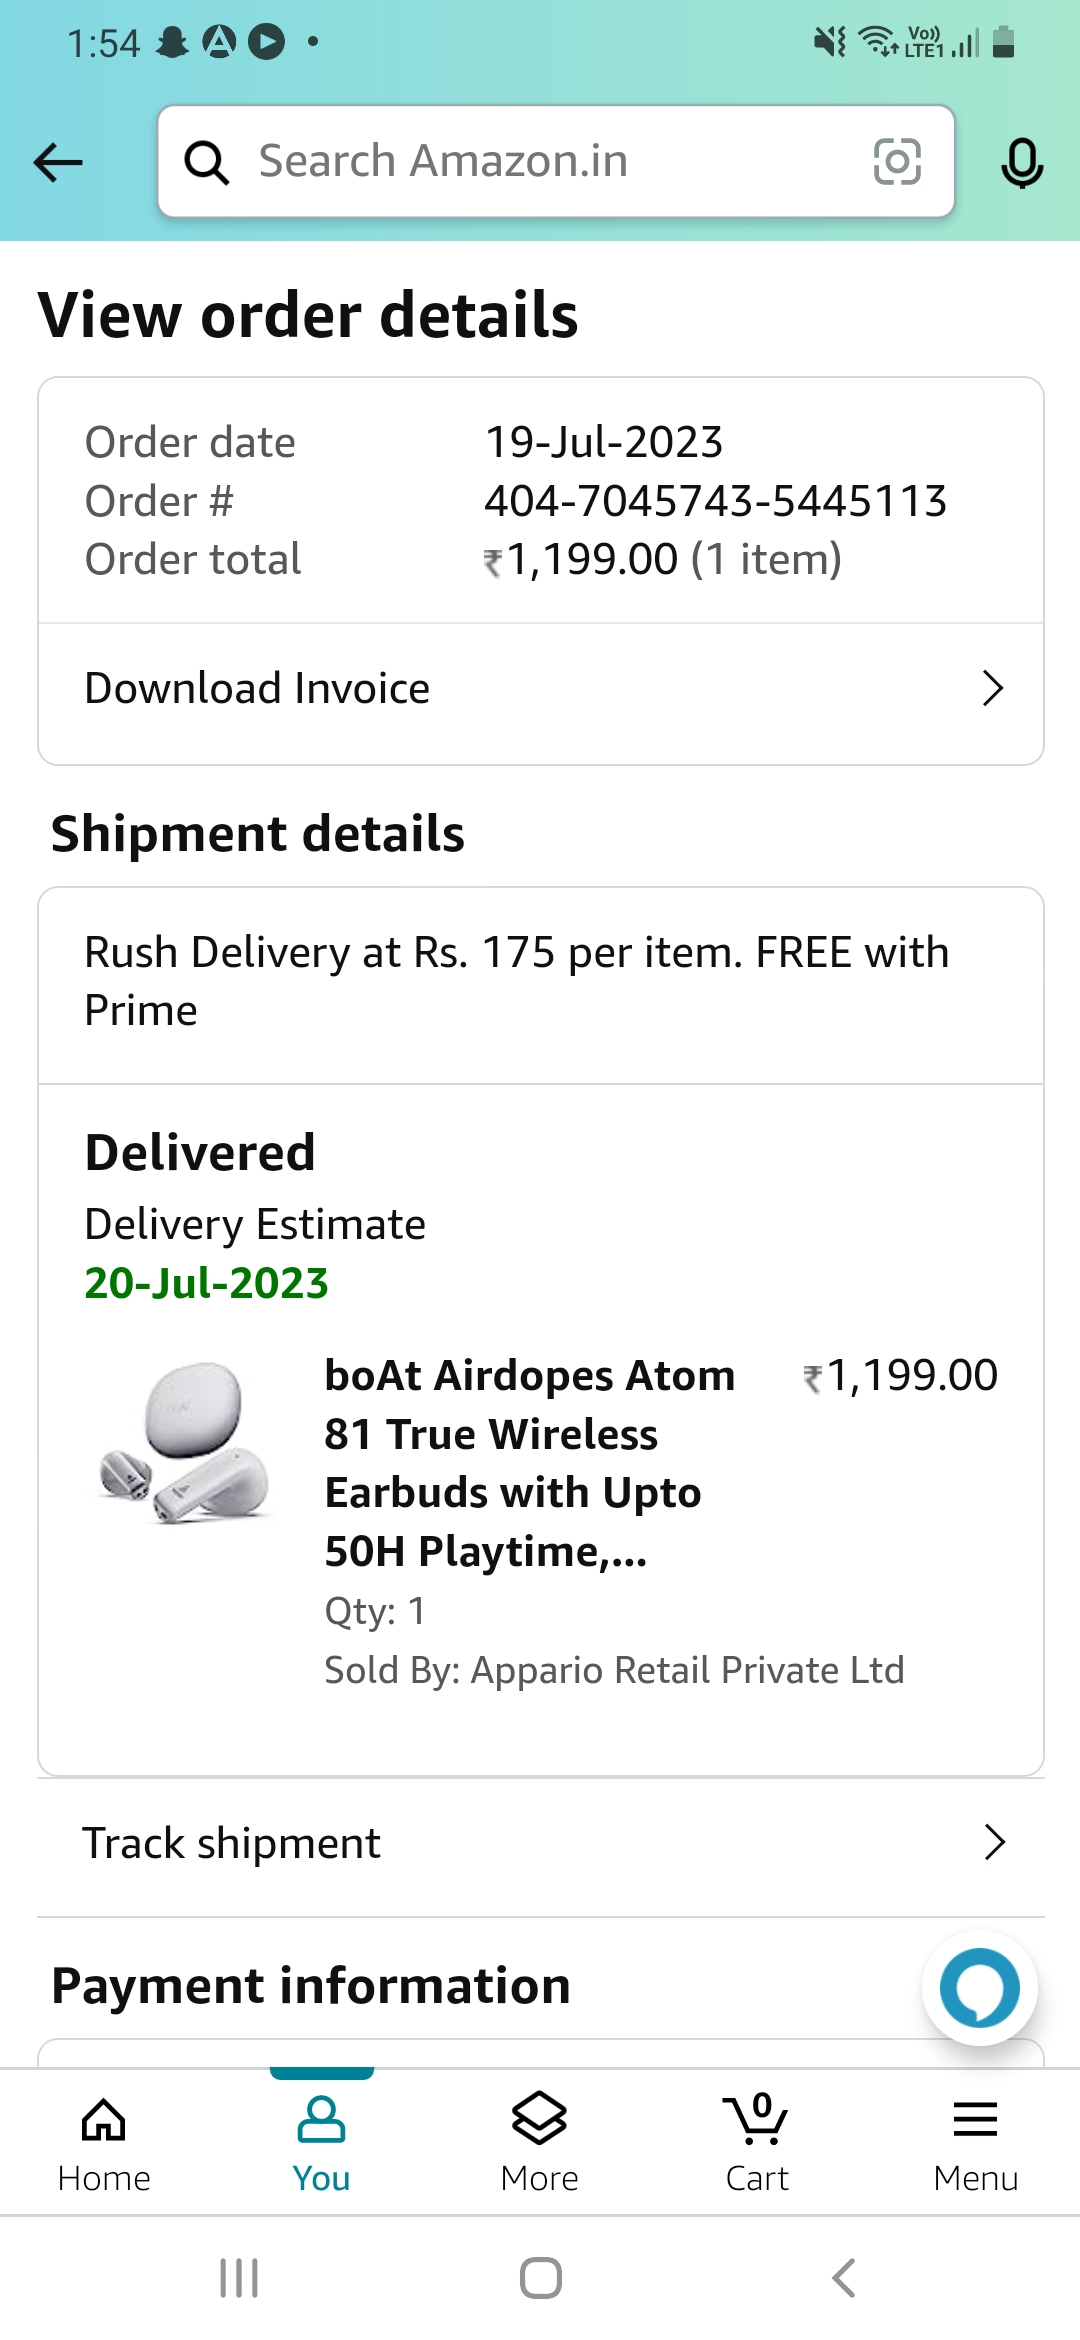 1:54
Vo))
LTE1
Search Amazon.in
View order details
Order date 19-Jul-2023
Order # 404-7045743-5445113
Order total ₹1,199.00 (1 item)
Download Invoice
Shipment details
Rush Delivery at Rs. 175 per item. FREE with
Prime
Delivered
Delivery Estimate
20-Jul-2023
boAt Airdopes Atom ₹1,199.00
81 True Wireless
Earbuds with Upto
50H Playtime,...
Qty: 1
Sold By: Appario Retail Private Ltd
Track shipment
Payment information
0
Home You More Cart Menu